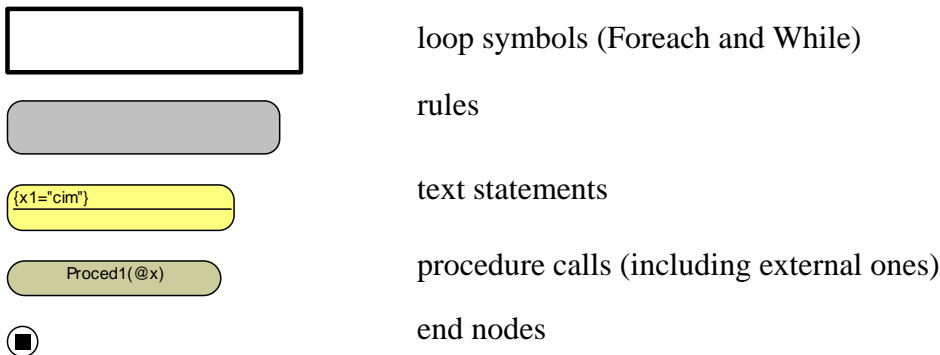 loop symbols (Foreach and While)
rules
{x1="cim"}
text statements
Proced1(@x)
procedure calls (including external ones)
end nodes